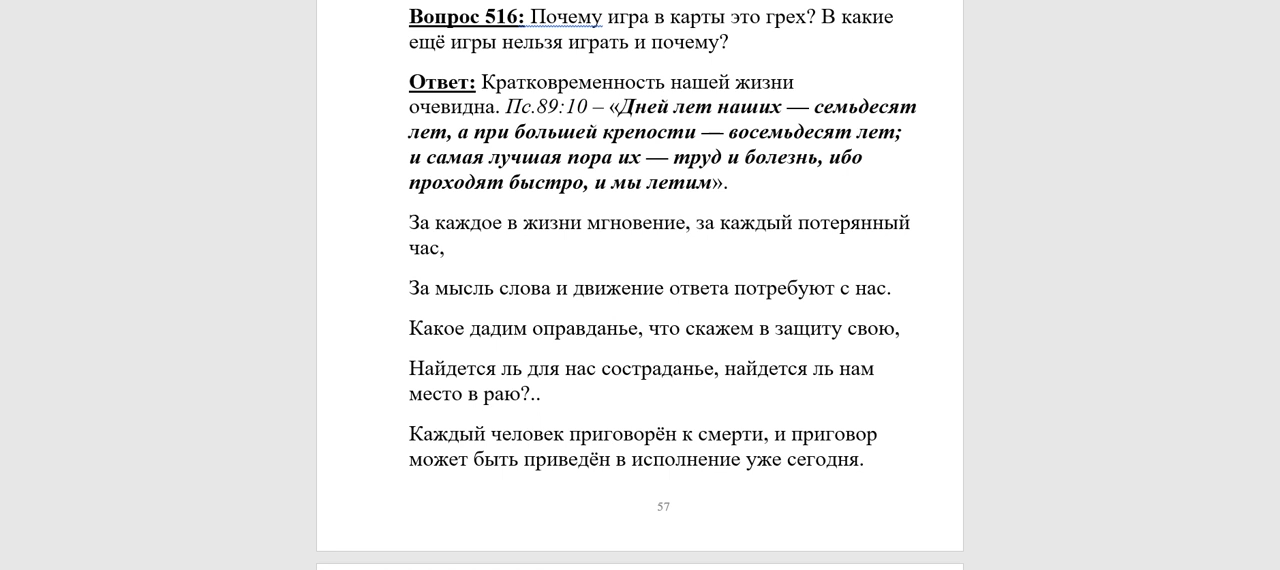 Вопрос 516: Почему игра в карты это грех? В какие
ещё игры нельзя играть и почему?
Ответ: Кратковременность нашей жизни
очевидна. Пс.89:10 – «Дней лет наших — семьдесят
лет, а при большей крепости — восемьдесят лет;
и самая лучшая пора их — труд и болезнь, ибо
проходят быстро, и мы летим».
За каждое в жизни мгновение, за каждый потерянный
час,
За мысль слова и движение ответа потребуют с нас.
Какое дадим оправданье, что скажем в защиту свою,
Найдется ль для нас состраданье, найдется ль нам
место в раю?..
Каждый человек приговорён к смерти, и приговор
может быть приведён в исполнение уже сегодня.
57